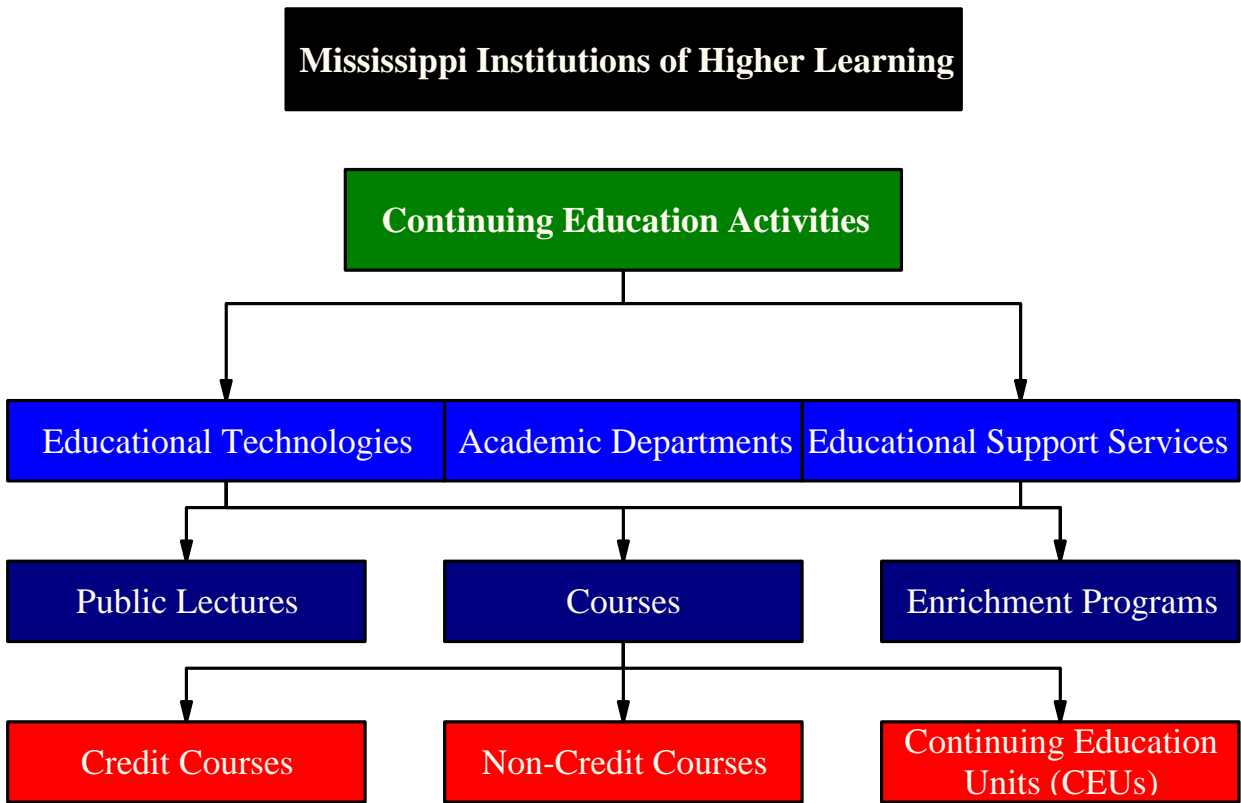 Mississippi Institutions of Higher Learning
Continuing Education Activities
Educational Technologies
Academic Departments
Educational Support Services
Public Lectures
Courses
Enrichment Programs
Credit Courses
Non-Credit Courses
Continuing Education
Units (CEUs)